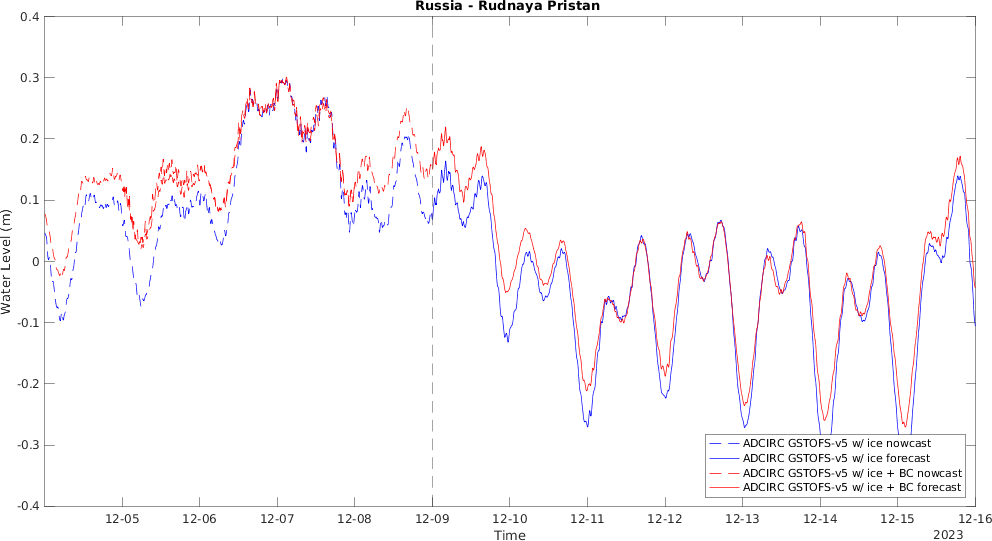 Russia - Rudnaya Pristan
0.4
0.3
0.2
0.1
0
-0.1
-0.2
-0.3
-0.4
Water Level (m)
ADCIRC GSTOFS-v5 w/ ice nowcast
ADCIRC GSTOFS-v5 w/ ice forecast
ADCIRC GSTOFS-v5 w/ ice + BC nowcast
ADCIRC GSTOFS-v5 w/ ice + BC forecast
12-05 12-06 12-07 12-08 12-09 12-10 12-11 12-12 12-13 12-14 12-15 12-16
Time
2023